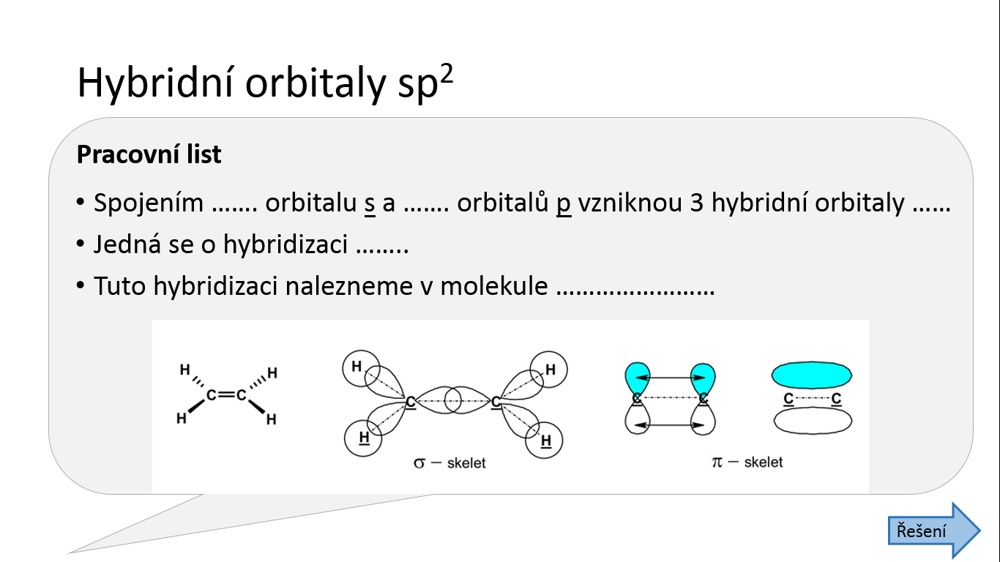 Hybridní orbitaly sp²
Pracovní list
• Spojením ……. orbitalu s a ……. orbitalů p vzniknou 3 hybridní orbitaly ……
• Jedná se o hybridizaci ……..
• Tuto hybridizaci nalezneme v molekule ……………………
H H
C=C
H H
H H
C C
H H
σ – skelet
C C
C C
π – skelet
Řešení